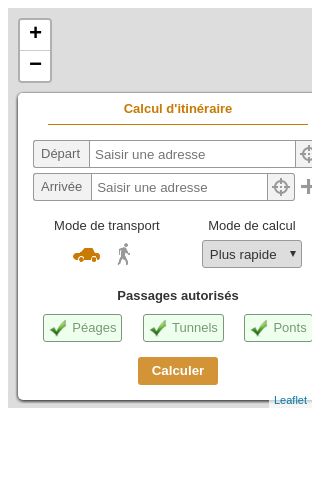 +
−
Calcul d'itinéraire
Départ Saisir une adresse
Arrivée Saisir une adresse
Mode de transport Mode de calcul
Plus rapide
Passages autorisés
Péages Tunnels Ponts
Calculer
Leaflet